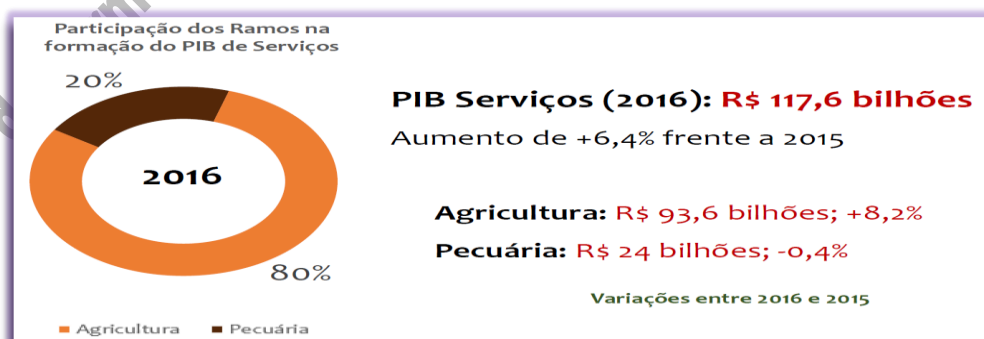 Participação dos Ramos na
formação do PIB de Serviços
20%
2016
80%
Agricultura Pecuária
PIB Serviços (2016): R$ 117,6 bilhões
Aumento de +6,4% frente a 2015
Agricultura: R$ 93,6 bilhões; +8,2%
Pecuária: R$ 24 bilhões; -0,4%
Variações entre 2016 e 2015